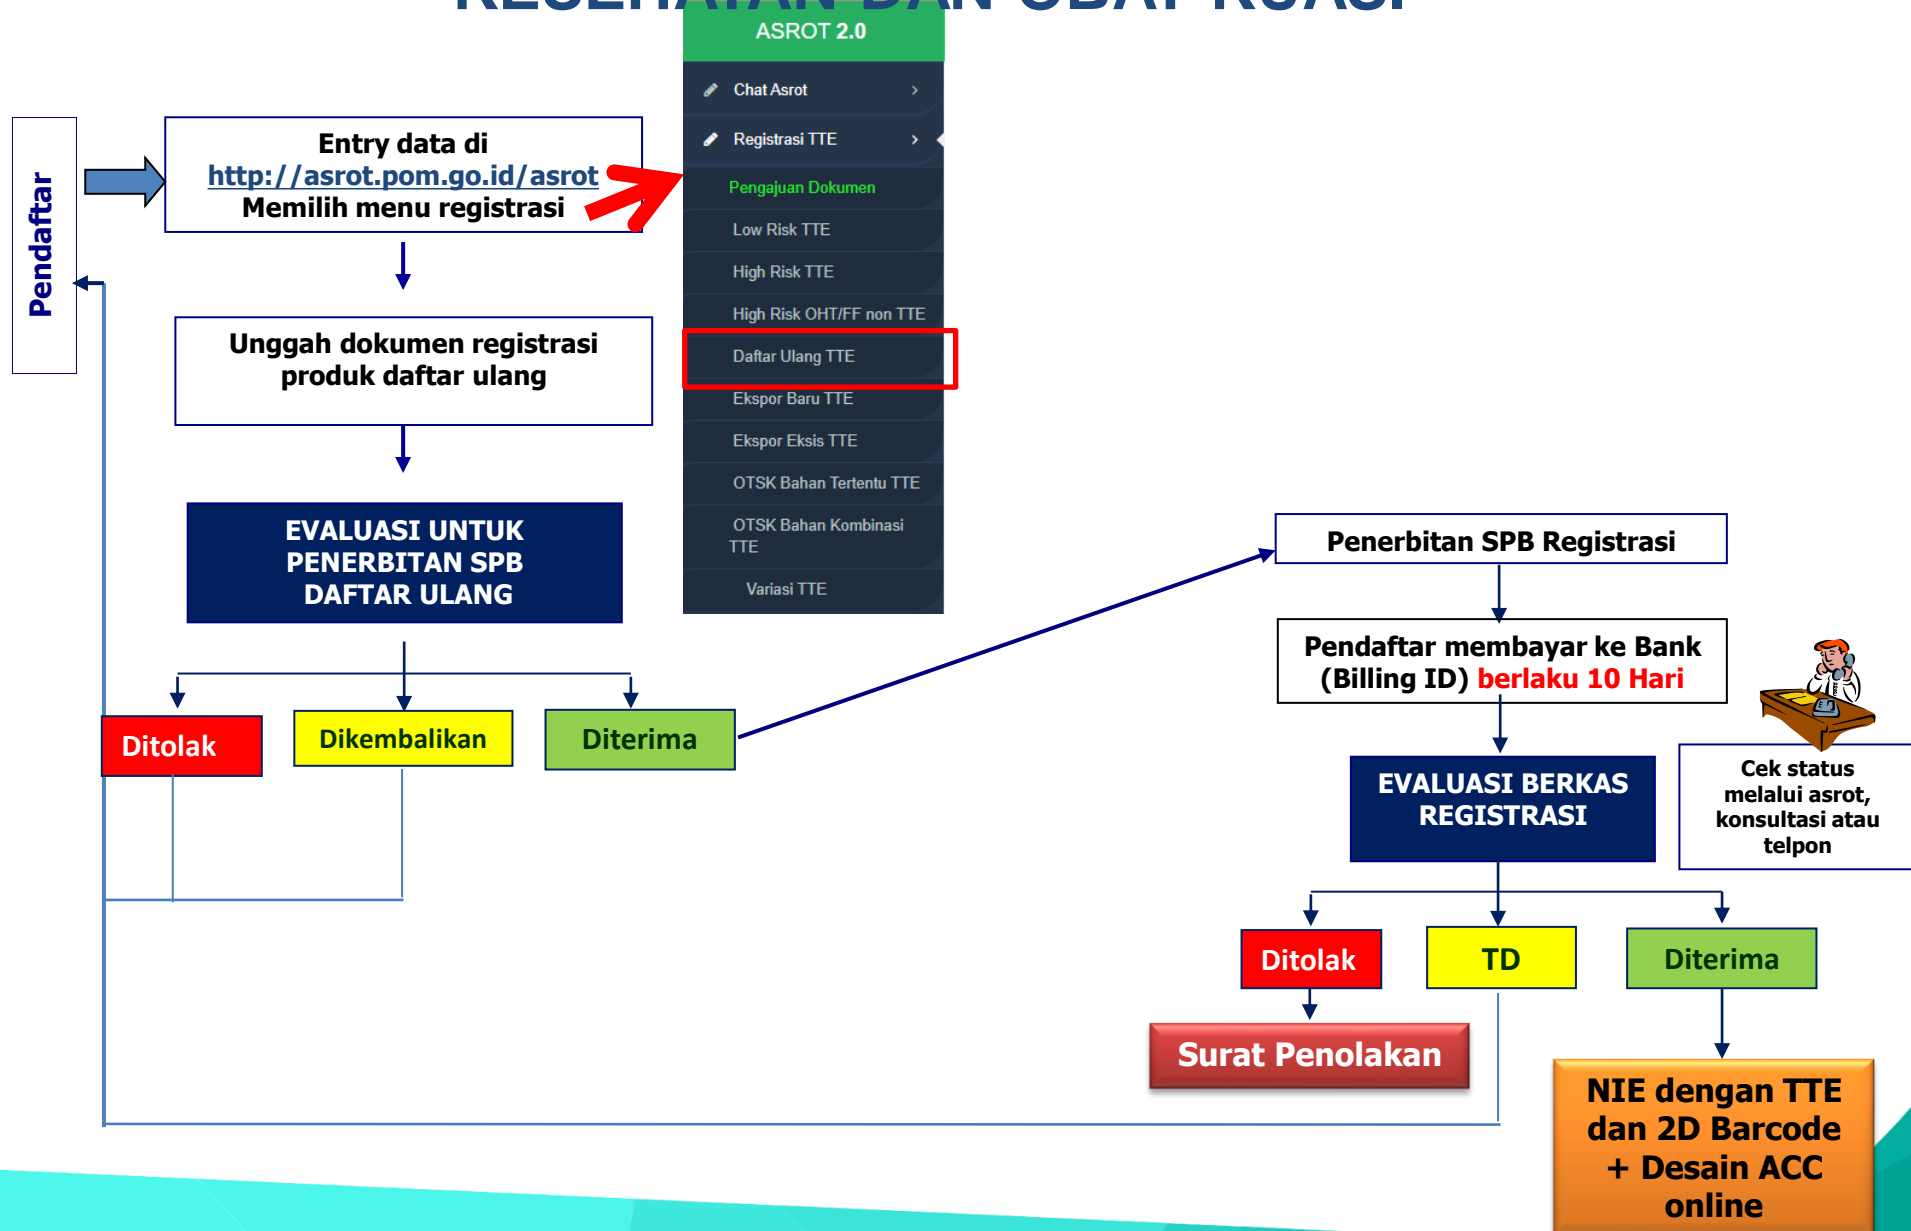 KESEHATAN DAN OBAT KUASI
ASROT 2.0
Chat Asrot
Registrasi TTE
Pengajuan Dokumen
Low Risk TTE
High Risk TTE
High Risk OHT/FF non TTE
Daftar Ulang TTE
Ekspor Baru TTE
Ekspor Eksis TTE
OTSK Bahan Tertentu TTE
OTSK Bahan Kombinasi
TTE
Variasi TTE
Pendaftar
Entry data di
http://asrot.pom.go.id/asrot
Memilih menu registrasi
Unggah dokumen registrasi
produk daftar ulang
EVALUASI UNTUK
PENERBITAN SPB
DAFTAR ULANG
Ditolak
Dikembalikan
Diterima
Penerbitan SPB Registrasi
Pendaftar membayar ke Bank
(Billing ID) berlaku 10 Hari
EVALUASI BERKAS
REGISTRASI
Cek status
melalui asrot,
konsultasi atau
telpon
Ditolak
TD
Diterima
Surat Penolakan
NIE dengan TTE
dan 2D Barcode
+ Desain ACC
online